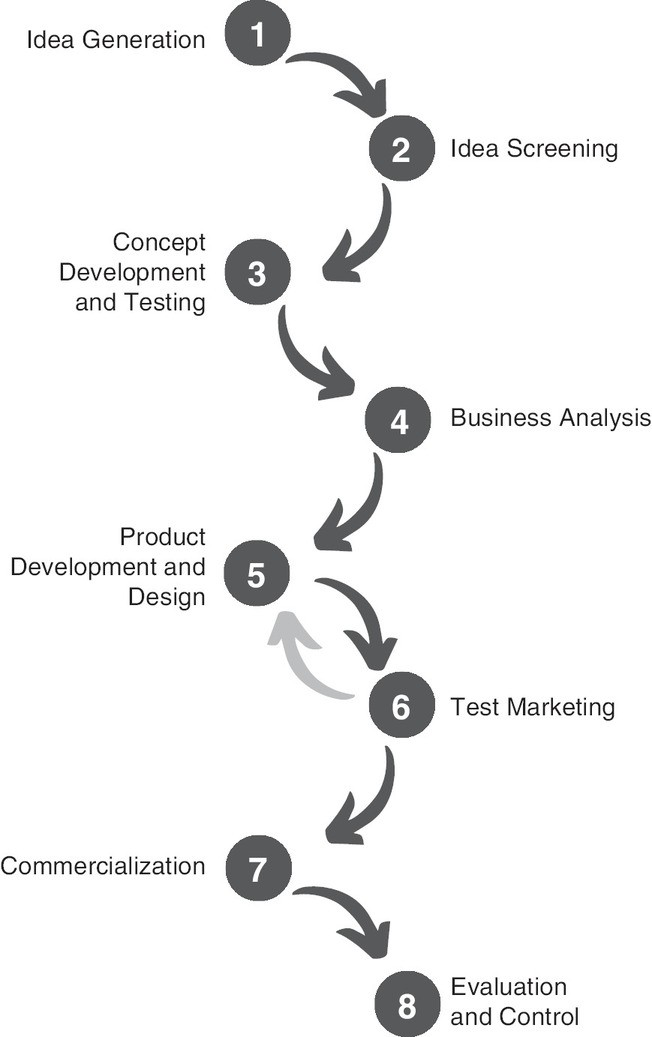 Idea Generation
1
2
Idea Screening
Concept
Development
and Testing
3
4
Business Analysis
Product
Development and
Design
5
6
Test Marketing
Commercialization
7
8
Evaluation
and Control